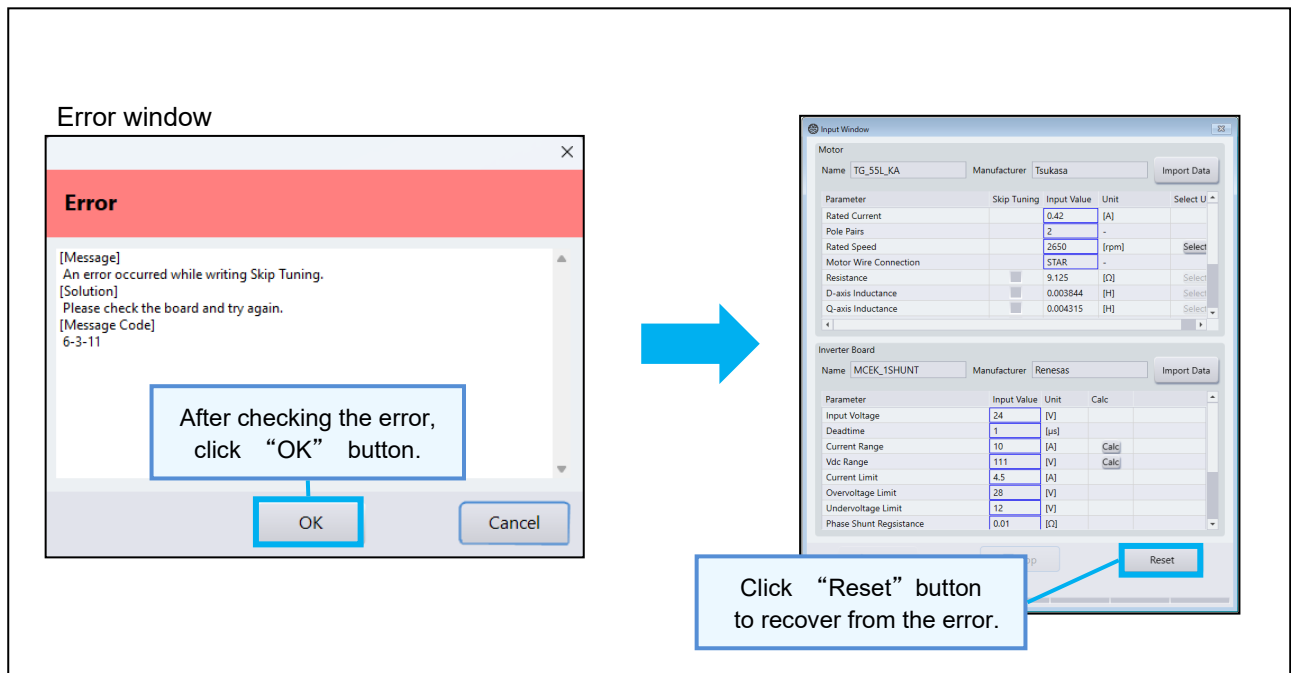 Error window
Error
[Message]
An error occurred while writing Skip Tuning.
[Solution]
Please check the board and try again.
[Message Code]
6-3-11
After checking the error,
click “OK” button.
OK Cancel
Input Window
Motor
Name TG_55L_KA Manufacturer Tsukasa Import Data
Parameter Skip Tuning Input Value Unit Select U
Rated Current 0.42 [A]
Pole Pairs 2 -
Rated Speed 2650 [rpm] Select
Motor Wire Connection STAR -
Resistance 9.125 [Ω] Select
D-axis Inductance 0.003844 [H] Select
Q-axis Inductance 0.004315 [H] Select
Inverter Board
Name MCEK_1SHUNT Manufacturer Renesas Import Data
Parameter Input Value Unit Calc
Input Voltage 24 [V]
Deadtime 1 [µs]
Current Range 10 [A] Calc
Vdc Range 111 [V] Calc
Current Limit 4.5 [A]
Overvoltage Limit 28 [V]
Undervoltage Limit 12 [V]
Phase Shunt Regsistance 0.01 [Ω]
Reset
Click “Reset” button
to recover from the error.